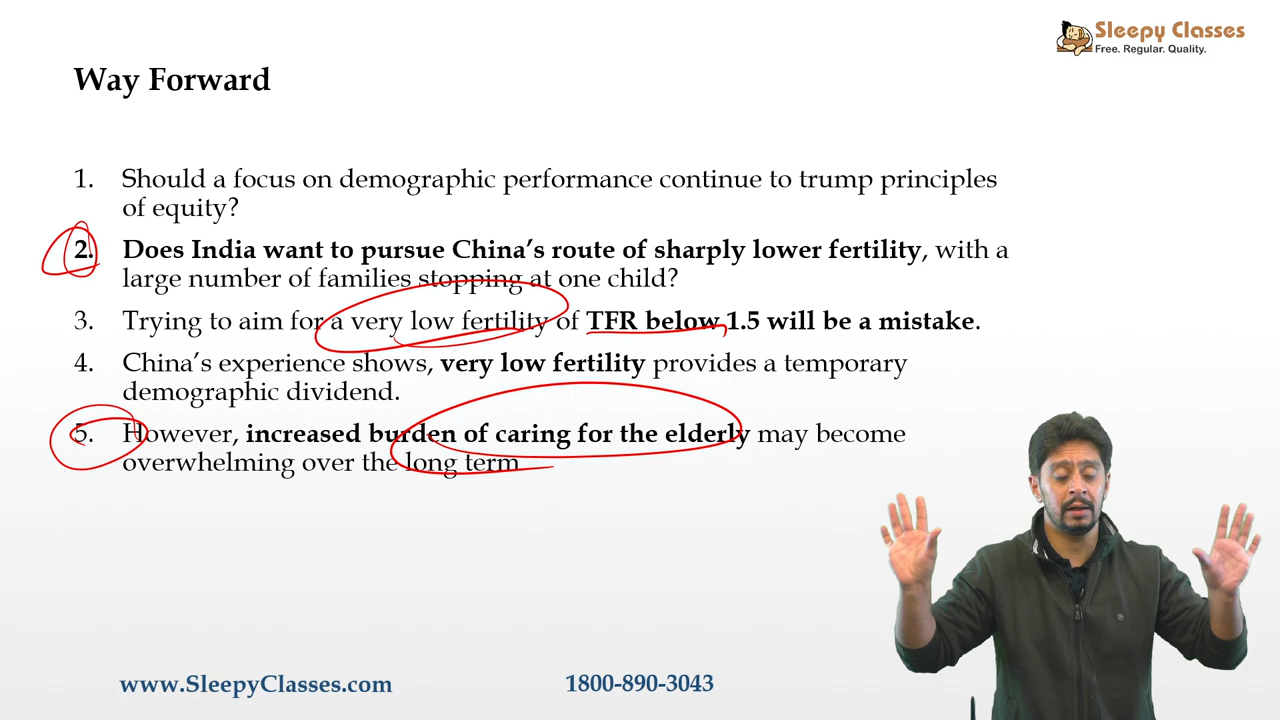 Sleepy Classes
Free. Regular. Quality.
Way Forward
1. Should a focus on demographic performance continue to trump principles
of equity?
2. Does India want to pursue China's route of sharply lower fertility, with a
large number of families stopping at one child?
3. Trying to aim for a very low fertility of TFR below 1.5 will be a mistake.
4. China's experience shows, very low fertility provides a temporary
demographic dividend.
5. However, increased burden of caring for the elderly may become
overwhelming over the long term
www.SleepyClasses.com
1800-890-3043